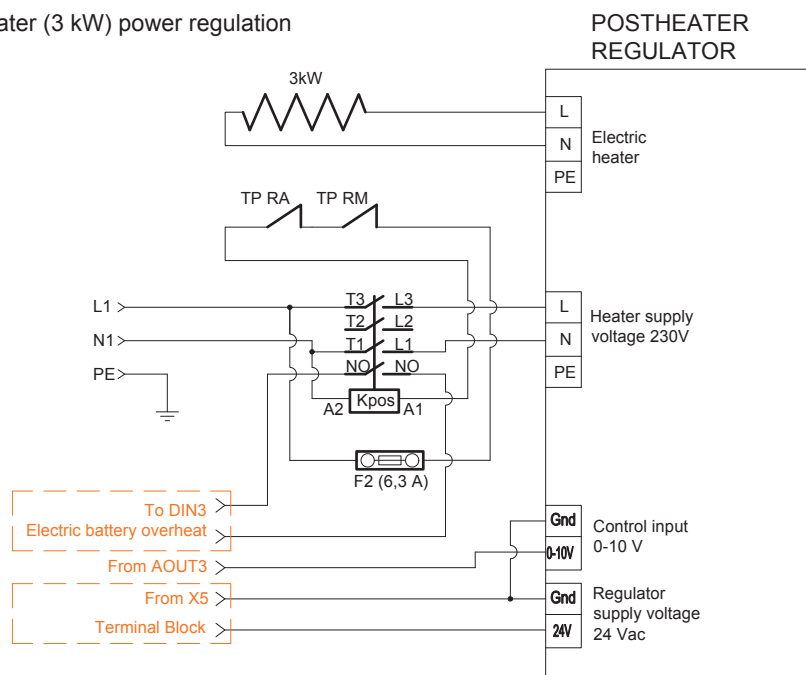 ater (3 kW) power regulation
POSTHEATER
REGULATOR
3kW
L
N
PE
Electric
heater
TP RA
TP RM
L1
N1
PE
T3
L3
T2
L2
T1
L1
NO
NO
A2
Kpos
A1
F2 (6,3 A)
L
N
PE
Heater supply
voltage 230V
To DIN3
Electric battery overheat
From AOUT3
From X5
Terminal Block
Gnd
0-10V
Control input
0-10 V
Gnd
24V
Regulator
supply voltage
24 Vac